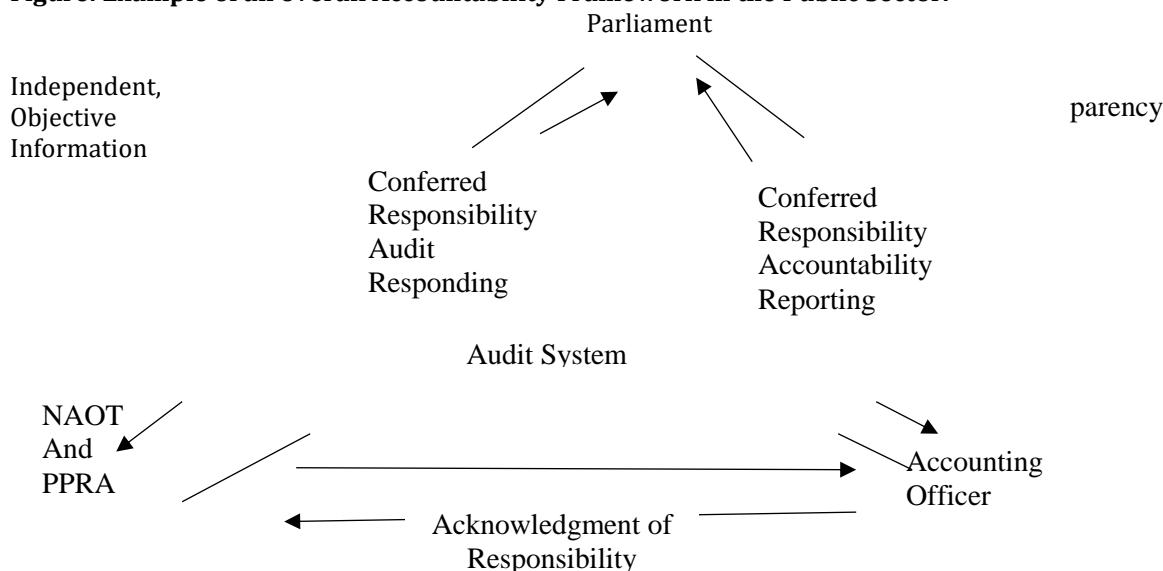 Parliament
Independent,
Objective
Information
parency
Conferred
Responsibility
Audit
Responding
Conferred
Responsibility
Accountability
Reporting
Audit System
NAOT
And
PPRA
Accounting
Officer
Acknowledgment of
Responsibility